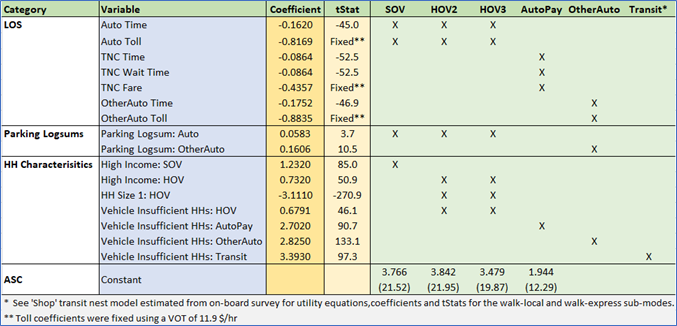 Category Variable Coefficient tStat SOV HOV2 HOV3 AutoPay OtherAuto Transit*
LOS Auto Time -0.1620 -45.0 X X X
Auto Toll -0.8169 Fixed** X X X
TNC Time -0.0864 -52.5 X
TNC Wait Time -0.0864 -52.5 X
TNC Fare -0.4357 Fixed** X
OtherAuto Time -0.1752 -46.9 X
OtherAuto Toll -0.8835 Fixed** X
Parking Logsums Parking Logsum: Auto 0.0583 3.7 X X X
Parking Logsum: OtherAuto 0.1606 10.5 X
HH Characterisitics High Income: SOV 1.2320 85.0 X
High Income: HOV 0.7320 50.9 X X
HH Size 1: HOV -3.1110 -270.9 X X
Vehicle Insufficient HHs: HOV 0.6791 46.1 X X
Vehicle Insufficient HHs: AutoPay 2.7020 90.7 X
Vehicle Insufficient HHs: OtherAuto 2.8250 133.1 X
Vehicle Insufficient HHs: Transit 3.3930 97.3 X
ASC Constant 3.766 3.842 3.479 1.944
(21.52) (21.95) (19.87) (12.29)
* See 'Shop' transit nest model estimated from on-board survey for utility equations,coefficients and tStats for the walk-local and walk-express sub-modes.
** Toll coefficients were fixed using a VOT of 11.9 $/hr